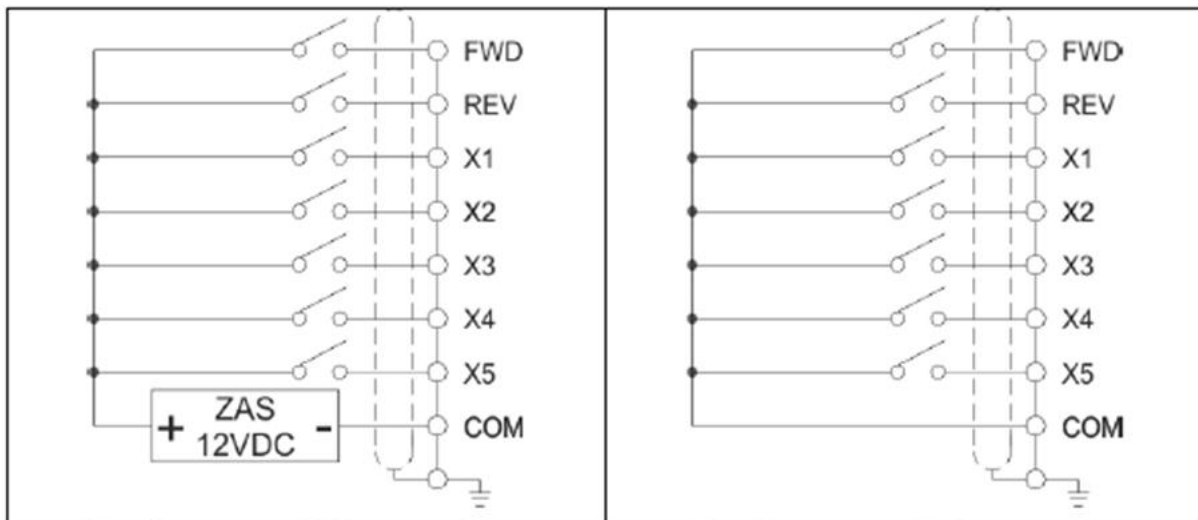 FWD
REV
X1
X2
X3
X4
X5
ZAS
+ 12VDC -
COM
FWD
REV
X1
X2
X3
X4
X5
COM